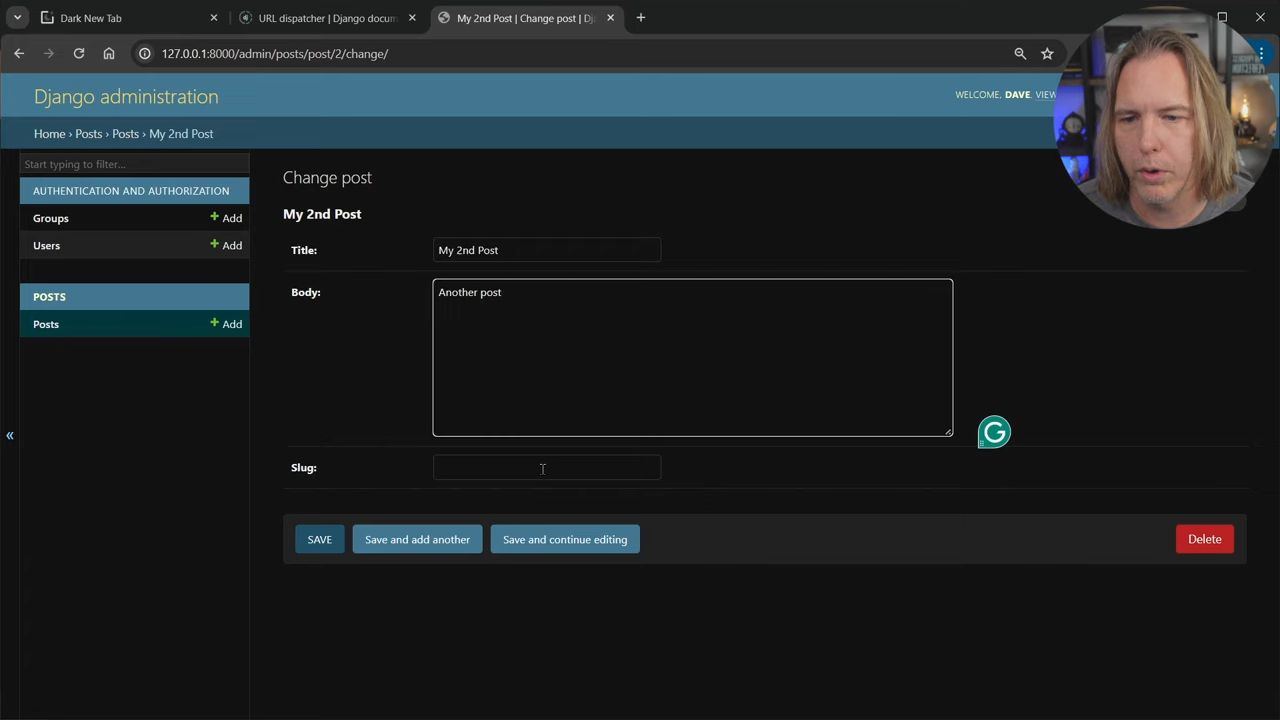 Dark New Tab
URL dispatcher | Django docum
My 2nd Post | Change post | Dj
127.0.0.1:8000/admin/posts/post/2/change/
Django administration
WELCOME, DAVE. VIEW
Home › Posts › Posts › My 2nd Post
Start typing to filter...
AUTHENTICATION AND AUTHORIZATION
Groups + Add
Users + Add
POSTS
Posts + Add
«
Change post
My 2nd Post
Title: My 2nd Post
Body: Another post
Slug:
SAVE Save and add another Save and continue editing Delete